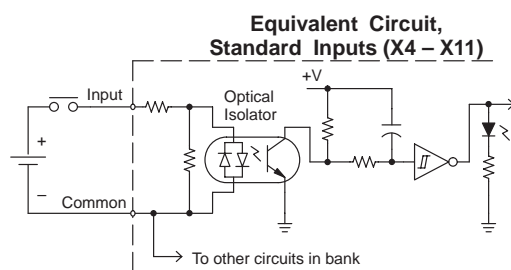 Equivalent Circuit,
Standard Inputs (X4 – X11)
+V
Input
Optical
Isolator
+
–
Common
To other circuits in bank